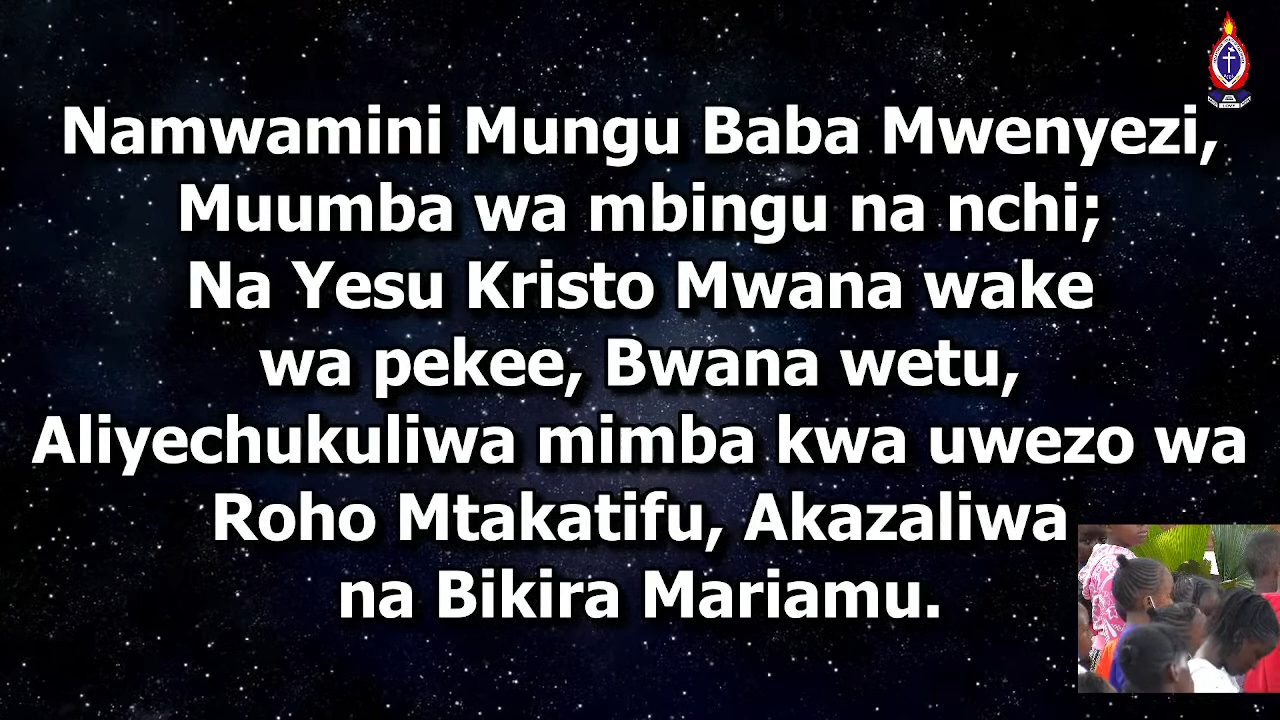 Namwamini Mungu Baba Mwenyezi,
Muumba wa mbingu na nchi;
Na Yesu Kristo Mwana wake
wa pekee, Bwana wetu,
Aliyechukuliwa mimba kwa uwezo wa
Roho Mtakatifu, Akazaliwa
na Bikira Mariamu.